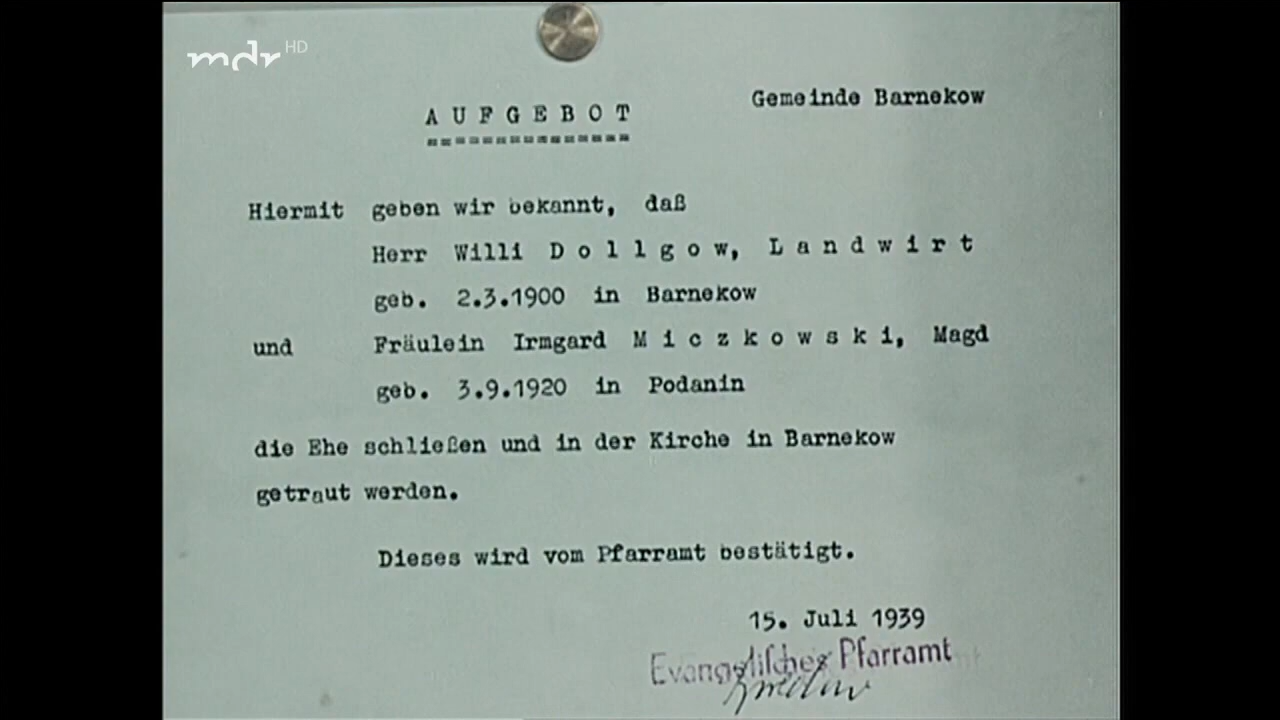 mdr HD
Gemeinde Barnekow
AUFGEBOT
Hiermit geben wir bekannt, daß
Herr Willi Dollgow, Landwirt
geb. 2.3.1900 in Barnekow
und Fräulein Irmgard Miczkowski, Magd
geb. 3.9.1920 in Podanin
die Ehe schließen und in der Kirche in Barnekow
getraut werden.
Dieses wird vom Pfarramt bestätigt.
15. Juli 1939
Evangelisches Pfarramt